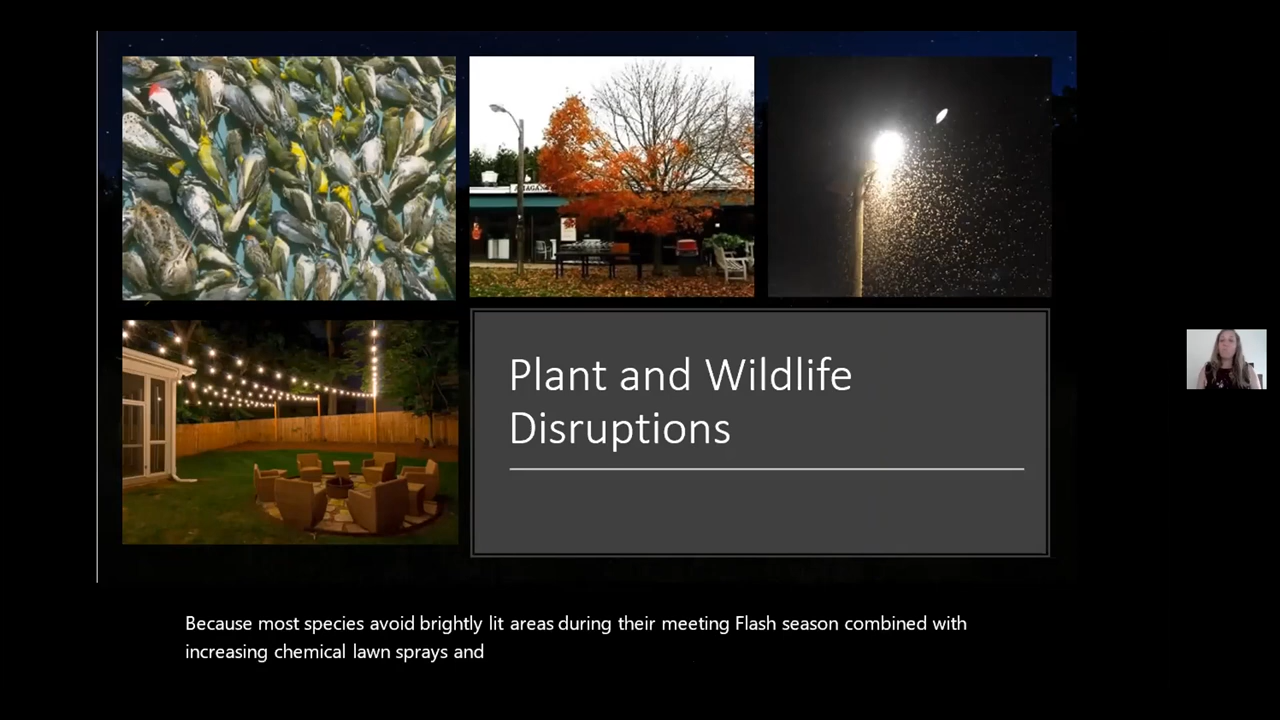 Plant and Wildlife
Disruptions
Because most species avoid brightly lit areas during their meeting Flash season combined with
increasing chemical lawn sprays and